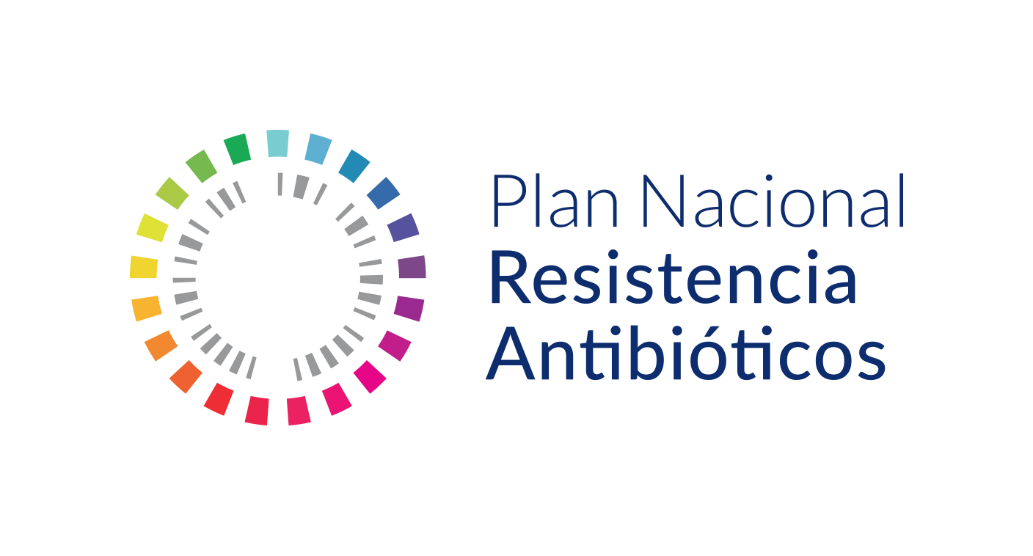 Plan Nacional
Resistencia
Antibióticos